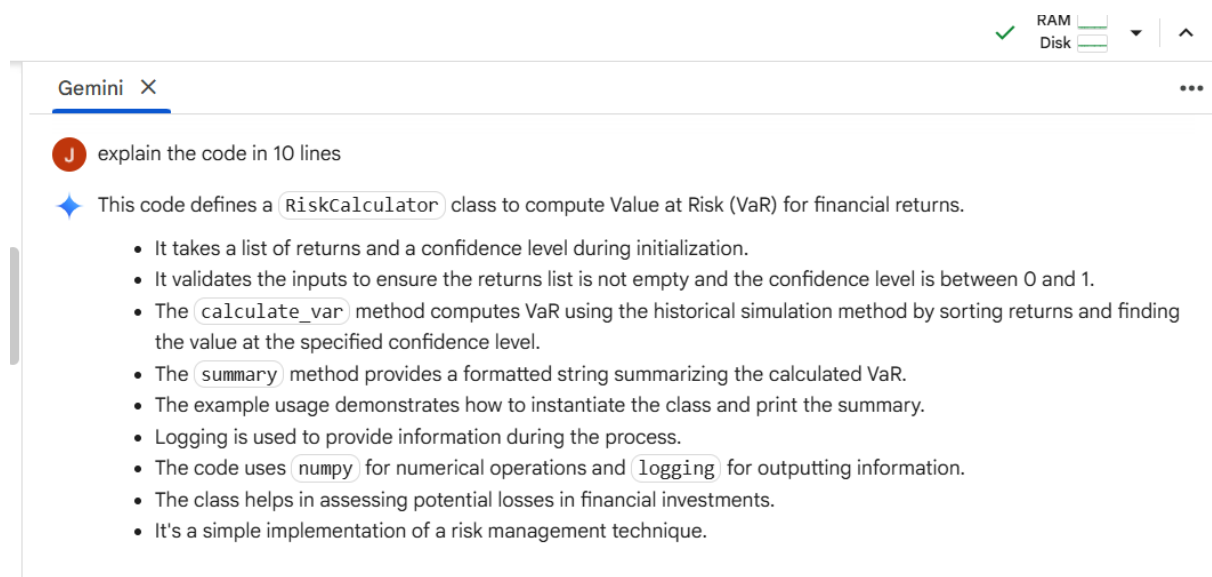 RAM
Disk
Gemini
J
explain the code in 10 lines
This code defines a RiskCalculator class to compute Value at Risk (VaR) for financial returns.
• It takes a list of returns and a confidence level during initialization.
• It validates the inputs to ensure the returns list is not empty and the confidence level is between 0 and 1.
• The calculate_var method computes VaR using the historical simulation method by sorting returns and finding
the value at the specified confidence level.
• The summary method provides a formatted string summarizing the calculated VaR.
• The example usage demonstrates how to instantiate the class and print the summary.
• Logging is used to provide information during the process.
• The code uses numpy for numerical operations and logging for outputting information.
• The class helps in assessing potential losses in financial investments.
• It's a simple implementation of a risk management technique.